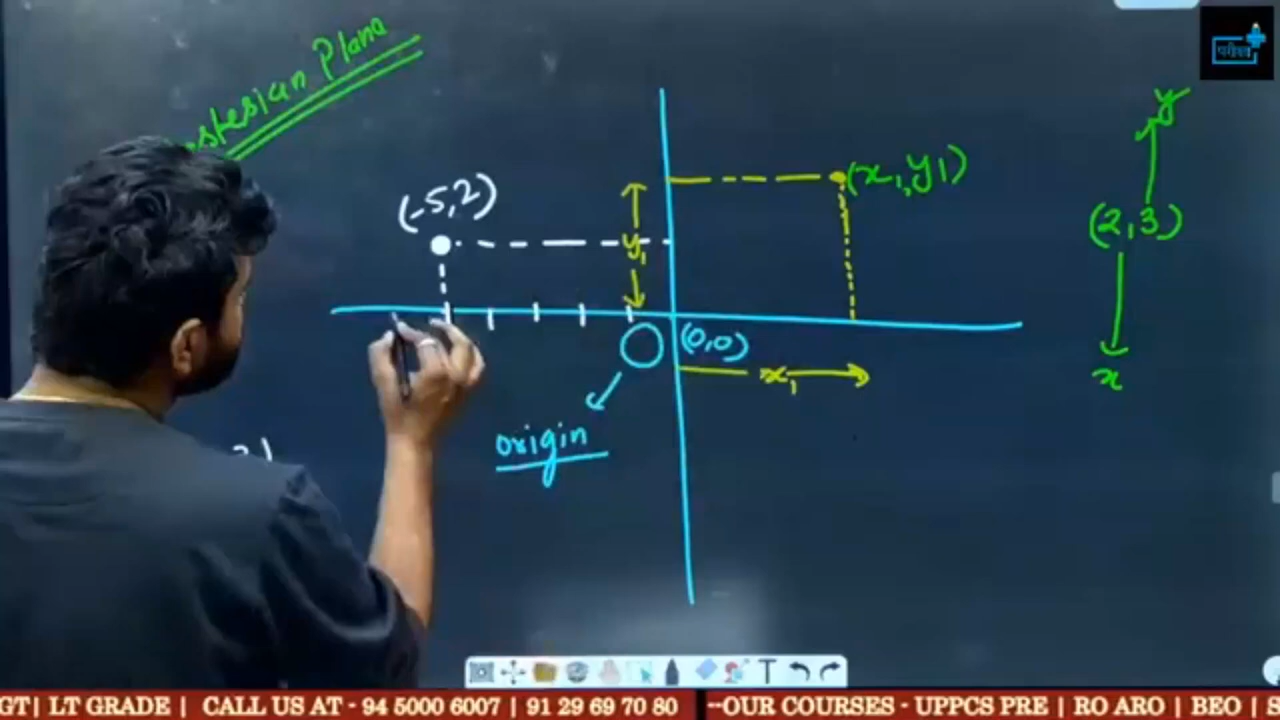 Plane
परीक्षा
(-5,2)
y1
(x1,y1)
y
(2,3)
x
(0,0)
x1
origin
T
GT| LT GRADE | CALL US AT - 94 5000 6007 | 91 29 69 70 80 --OUR COURSES - UPPCS PRE | RO ARO | BEO | S